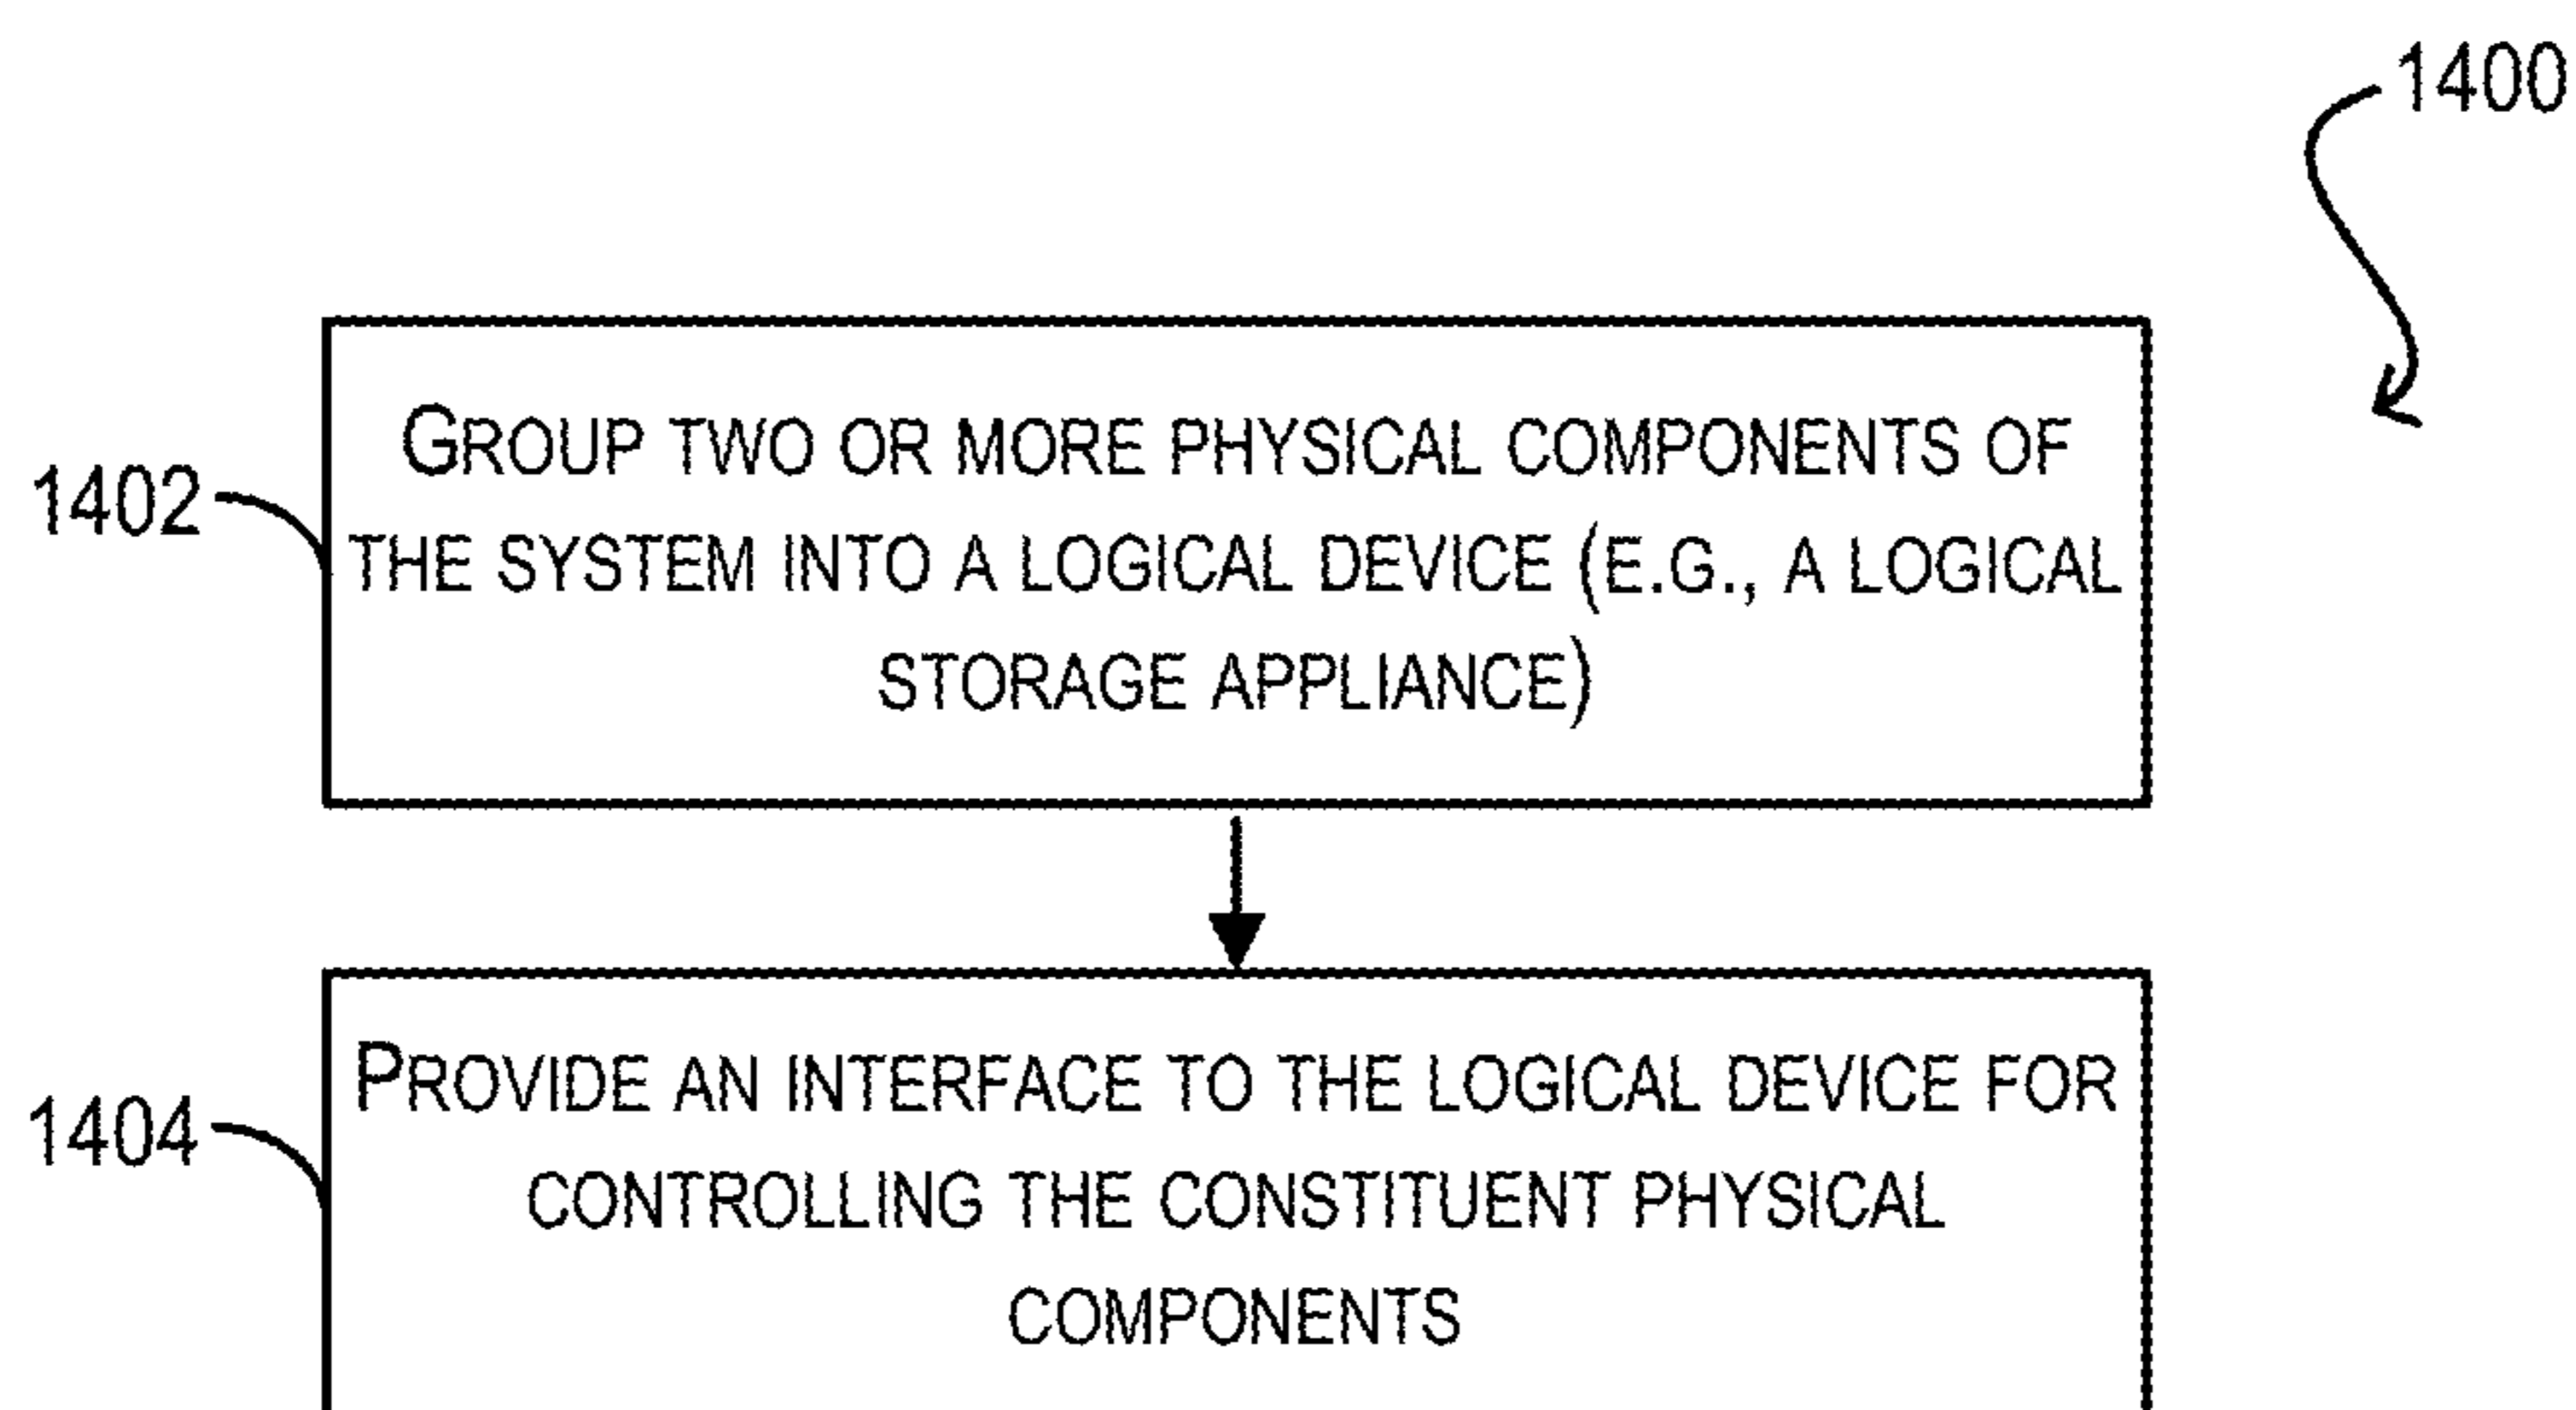 1400
1402
GROUP TWO OR MORE PHYSICAL COMPONENTS OF
THE SYSTEM INTO A LOGICAL DEVICE (E.G., A LOGICAL
STORAGE APPLIANCE)
1404
PROVIDE AN INTERFACE TO THE LOGICAL DEVICE FOR
CONTROLLING THE CONSTITUENT PHYSICAL
COMPONENTS